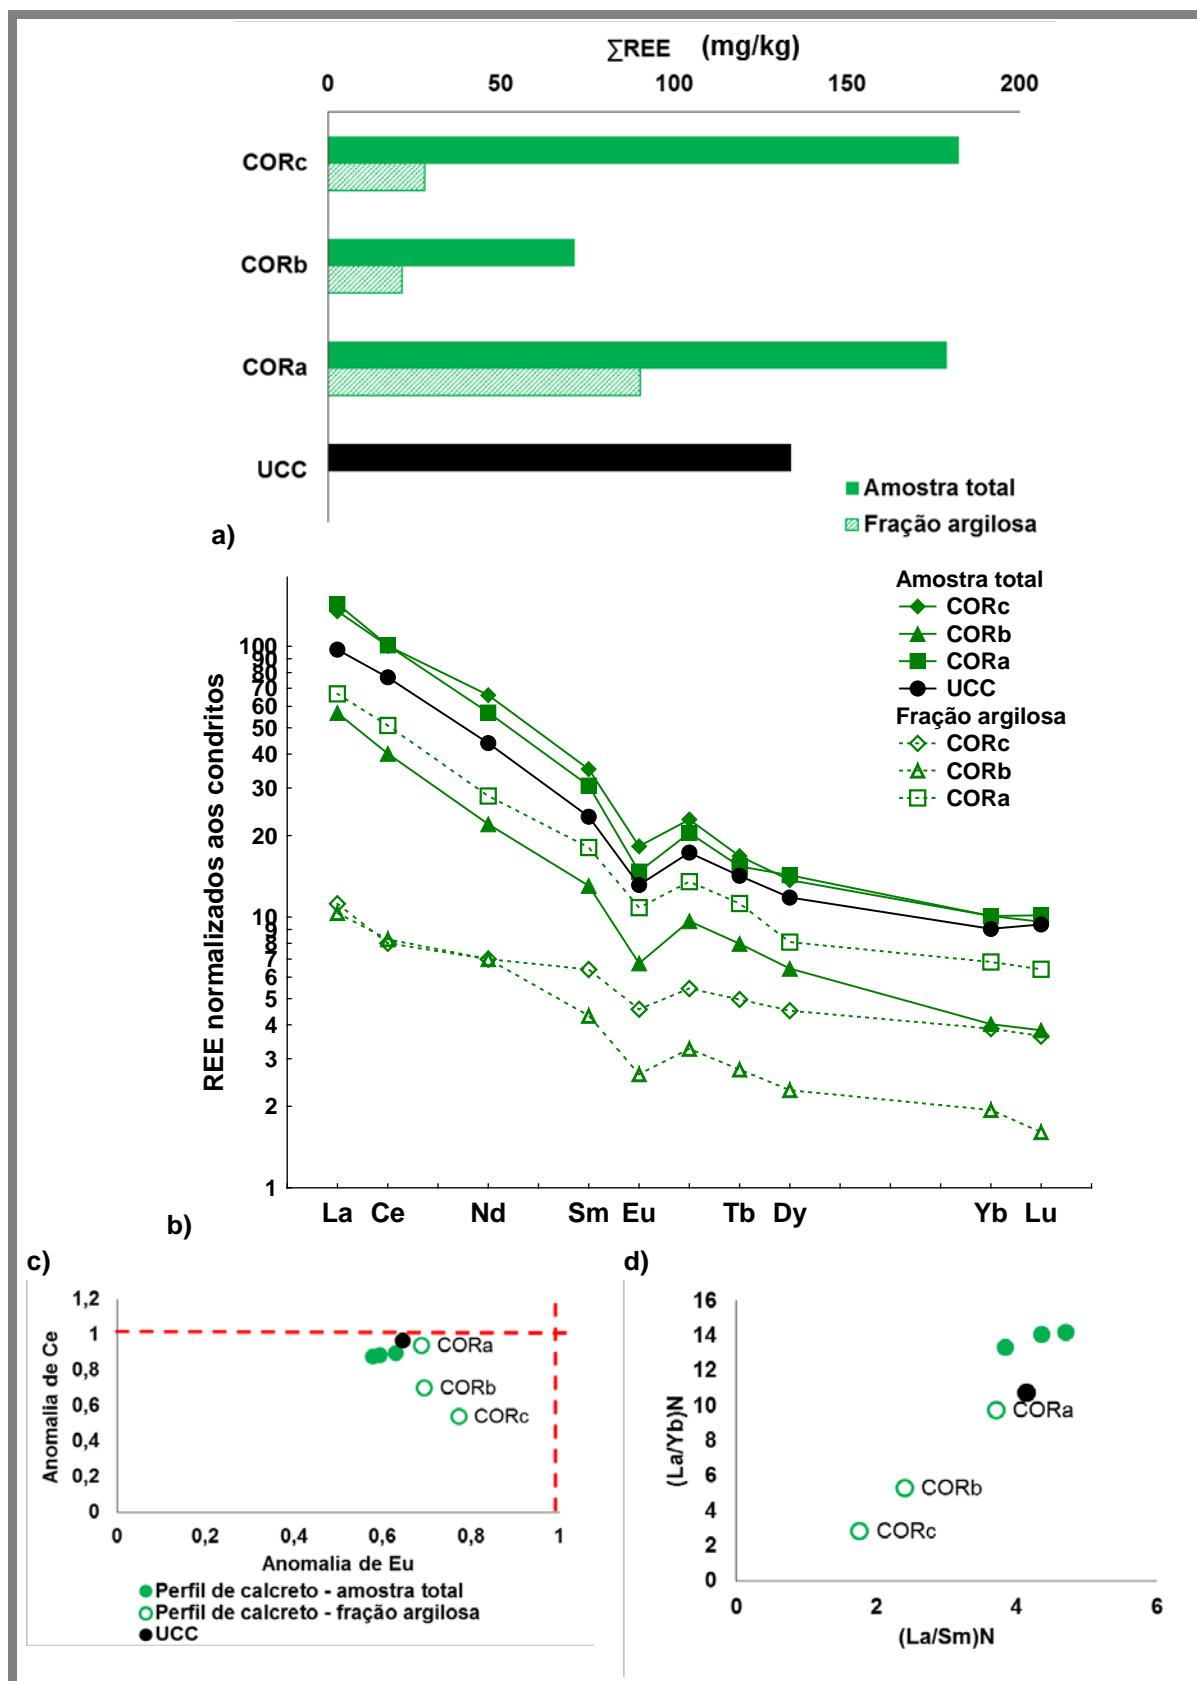 ∑REE (mg/kg)
0 50 100 150 200
CORc
CORb
CORa
UCC
Amostra total
Fração argilosa
a)
Amostra total
CORc
CORb
CORa
UCC
Fração argilosa
CORc
CORb
CORa
REE normalizados aos condritos
100
90
80
70
60
50
40
30
20
10
9
8
7
6
5
4
3
2
1
La Ce Nd Sm Eu Tb Dy Yb Lu
b)
c)
Anomalia de Ce
1,2
1
0,8
0,6
0,4
0,2
0
CORa
CORb
CORc
0 0,2 0,4 0,6 0,8 1
Anomalia de Eu
Perfil de calcreto - amostra total
Perfil de calcreto - fração argilosa
UCC
d)
(La/Yb)N
16
14
12
10
8
6
4
2
0
CORa
CORb
CORc
0 2 4 6
(La/Sm)N